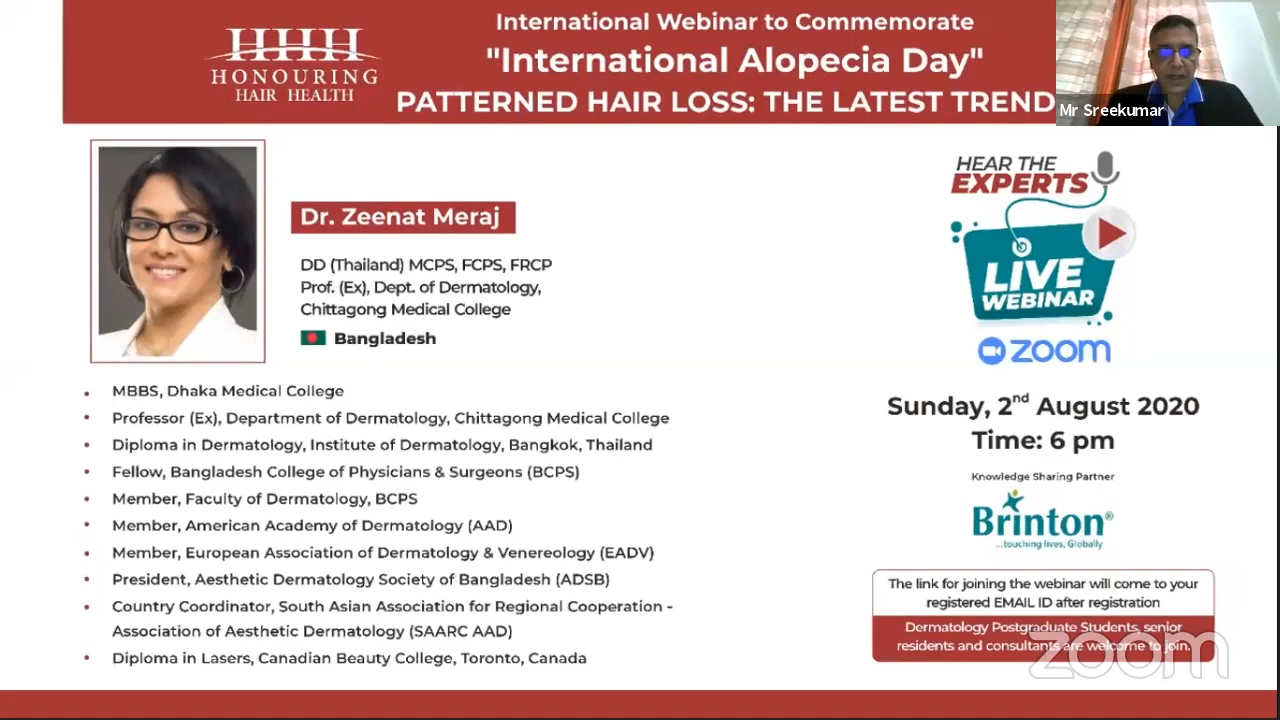 HHH
HONOURING
HAIR HEALTH
International Webinar to Commemorate
"International Alopecia Day"
PATTERNED HAIR LOSS: THE LATEST TREND
Mr Sreekumar
Dr. Zeenat Meraj
DD (Thailand) MCPS, FCPS, FRCP
Prof. (Ex), Dept. of Dermatology,
Chittagong Medical College
Bangladesh
• MBBS, Dhaka Medical College
• Professor (Ex), Department of Dermatology, Chittagong Medical College
• Diploma in Dermatology, Institute of Dermatology, Bangkok, Thailand
• Fellow, Bangladesh College of Physicians & Surgeons (BCPS)
• Member, Faculty of Dermatology, BCPS
• Member, American Academy of Dermatology (AAD)
• Member, European Association of Dermatology & Venereology (EADV)
• President, Aesthetic Dermatology Society of Bangladesh (ADSB)
• Country Coordinator, South Asian Association for Regional Cooperation -
Association of Aesthetic Dermatology (SAARC AAD)
• Diploma in Lasers, Canadian Beauty College, Toronto, Canada
HEAR THE
EXPERTS
LIVE
WEBINAR
zoom
Sunday, 2nd August 2020
Time: 6 pm
Knowledge Sharing Partner
Brinton®
...touching lives, Globally
The link for joining the webinar will come to your
registered EMAIL ID after registration
Dermatology Postgraduate Students, senior
residents and consultants are welcome to join.
zoom